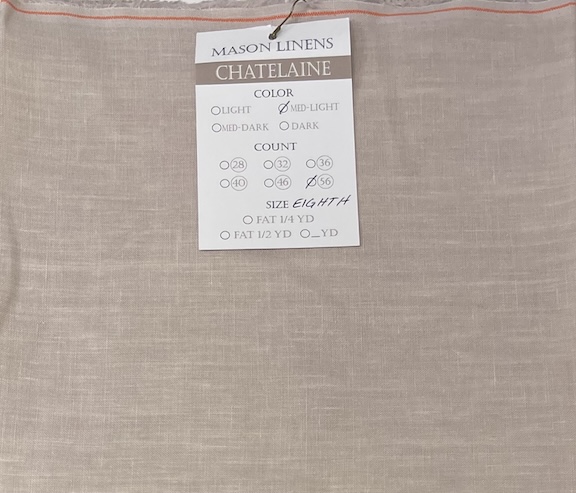 MASON LINENS
CHATELAINE
COLOR
LIGHT MED-LIGHT
MED-DARK DARK
COUNT
28 32 36
40 46 56
SIZE EIGHTH
FAT 1/4 YD
FAT 1/2 YD _YD